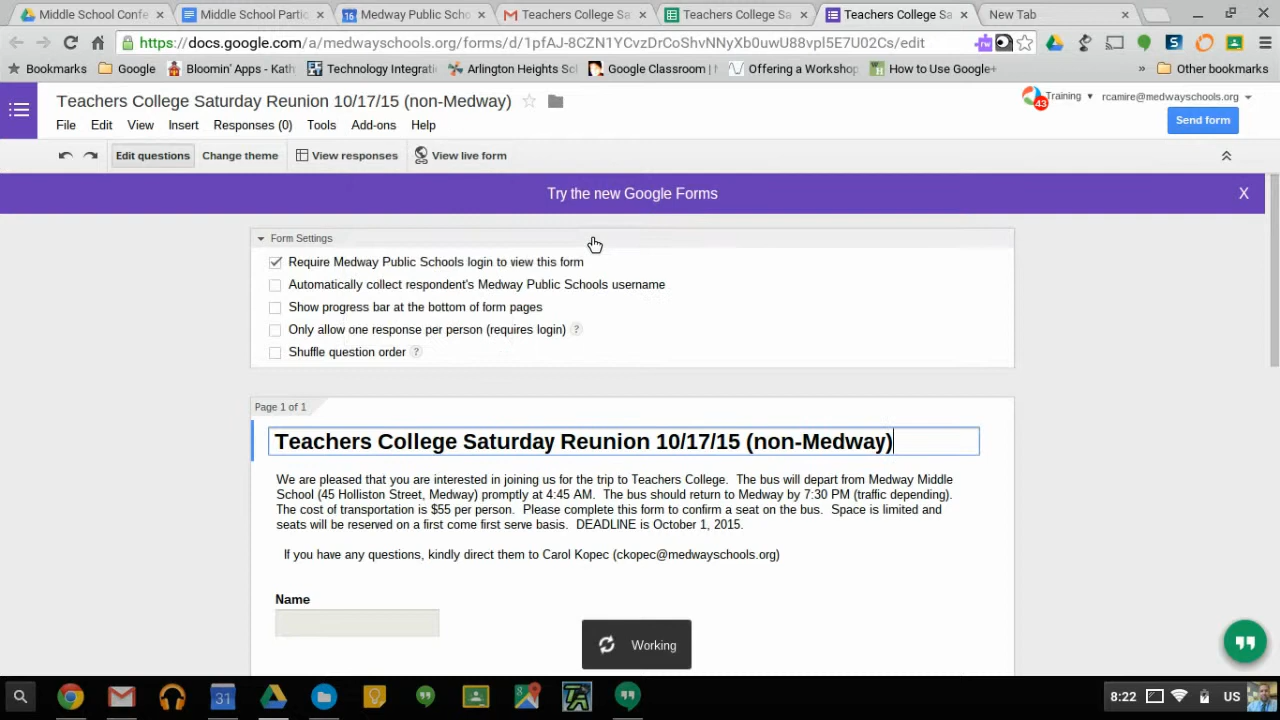 Middle School Confe
Middle School Partic
Medway Public Scho
Teachers College Sa
Teachers College Sa
Teachers College Sa
New Tab
https://docs.google.com/a/medwayschools.org/forms/d/1pfAJ-8CZN1YCvzDrCoShvNNyXb0uwU88vpl5E7U02Cs/edit
Bookmarks
Google
Bloomin' Apps - Kath
Technology Integrati
Arlington Heights Sc
Google Classroom |
Offering a Workshop
How to Use Google+
»
Other bookmarks
Teachers College Saturday Reunion 10/17/15 (non-Medway)
43
Training
rcamire@medwayschools.org
File Edit View Insert Responses (0) Tools Add-ons Help
Send form
Edit questions
Change theme
View responses
View live form
Try the new Google Forms
X
Form Settings
Require Medway Public Schools login to view this form
Automatically collect respondent's Medway Public Schools username
Show progress bar at the bottom of form pages
Only allow one response per person (requires login) ?
Shuffle question order ?
Page 1 of 1
Teachers College Saturday Reunion 10/17/15 (non-Medway)
We are pleased that you are interested in joining us for the trip to Teachers College. The bus will depart from Medway Middle
School (45 Holliston Street, Medway) promptly at 4:45 AM. The bus should return to Medway by 7:30 PM (traffic depending).
The cost of transportation is $55 per person. Please complete this form to confirm a seat on the bus. Space is limited and
seats will be reserved on a first come first serve basis. DEADLINE is October 1, 2015.
If you have any questions, kindly direct them to Carol Kopec (ckopec@medwayschools.org)
Name
Working
31
8:22
US